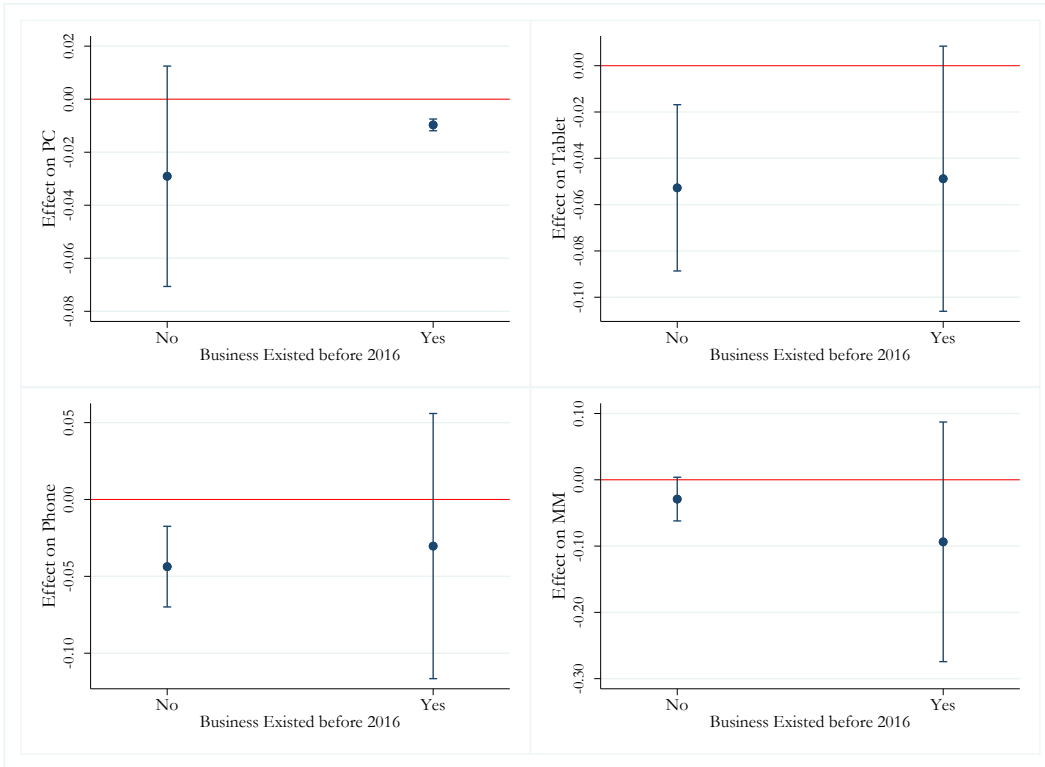 Effect on PC
0.02
0.00
-0.02
-0.04
-0.06
-0.08
No Yes
Business Existed before 2016
Effect on Tablet
0.00
-0.02
-0.04
-0.06
-0.08
-0.10
No Yes
Business Existed before 2016
Effect on Phone
0.05
0.00
-0.05
-0.10
No Yes
Business Existed before 2016
Effect on MM
0.10
0.00
-0.10
-0.20
-0.30
No Yes
Business Existed before 2016